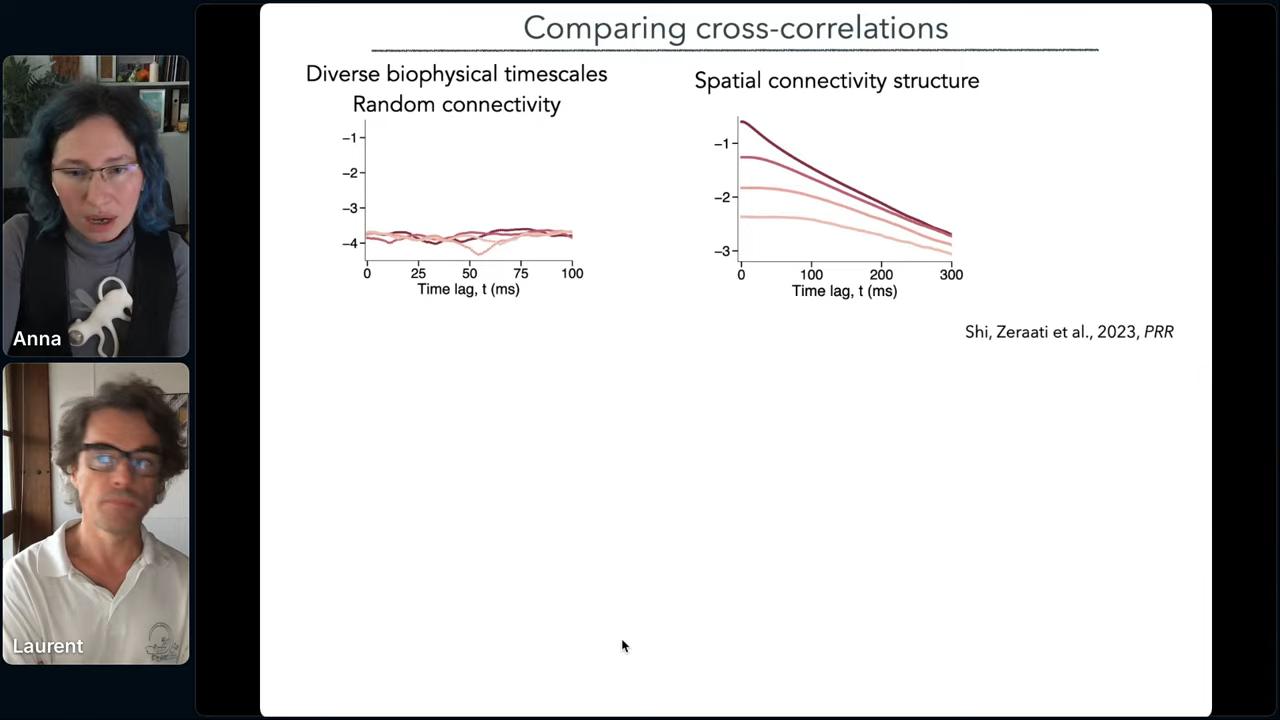 Comparing cross-correlations
Diverse biophysical timescales
Random connectivity
−1
−2
−3
−4
0 25 50 75 100
Time lag, t (ms)
Spatial connectivity structure
−1
−2
−3
0 100 200 300
Time lag, t (ms)
Shi, Zeraati et al., 2023, PRR
Anna
Laurent